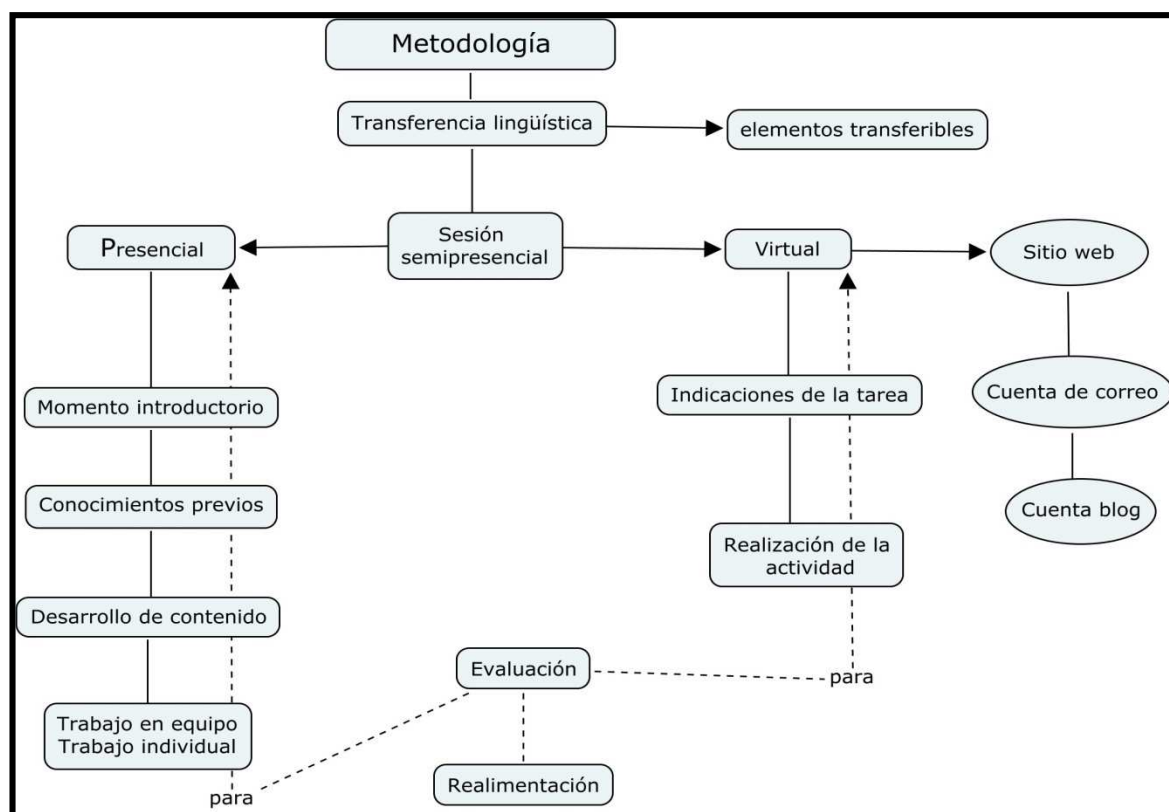 Metodología
Transferencia lingüística
elementos transferibles
Presencial
Sesión
semipresencial
Virtual
Sitio web
Momento introductorio
Indicaciones de la tarea
Cuenta de correo
Conocimientos previos
Cuenta blog
Realización de la
actividad
Desarrollo de contenido
Evaluación
para
Trabajo en equipo
Trabajo individual
Realimentación
para